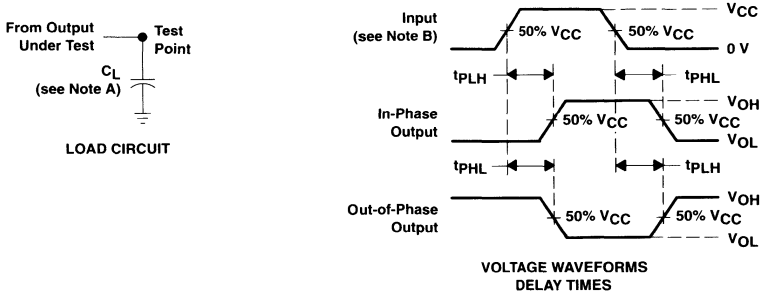 From Output
Under Test
Test
Point
CL
(see Note A)
LOAD CIRCUIT
Input
(see Note B)
50% VCC
50% VCC
VCC
0 V
tPLH
tPHL
In-Phase
Output
50% VCC
50% VCC
VOH
VOL
tPHL
tPLH
Out-of-Phase
Output
50% VCC
50% VCC
VOH
VOL
VOLTAGE WAVEFORMS
DELAY TIMES